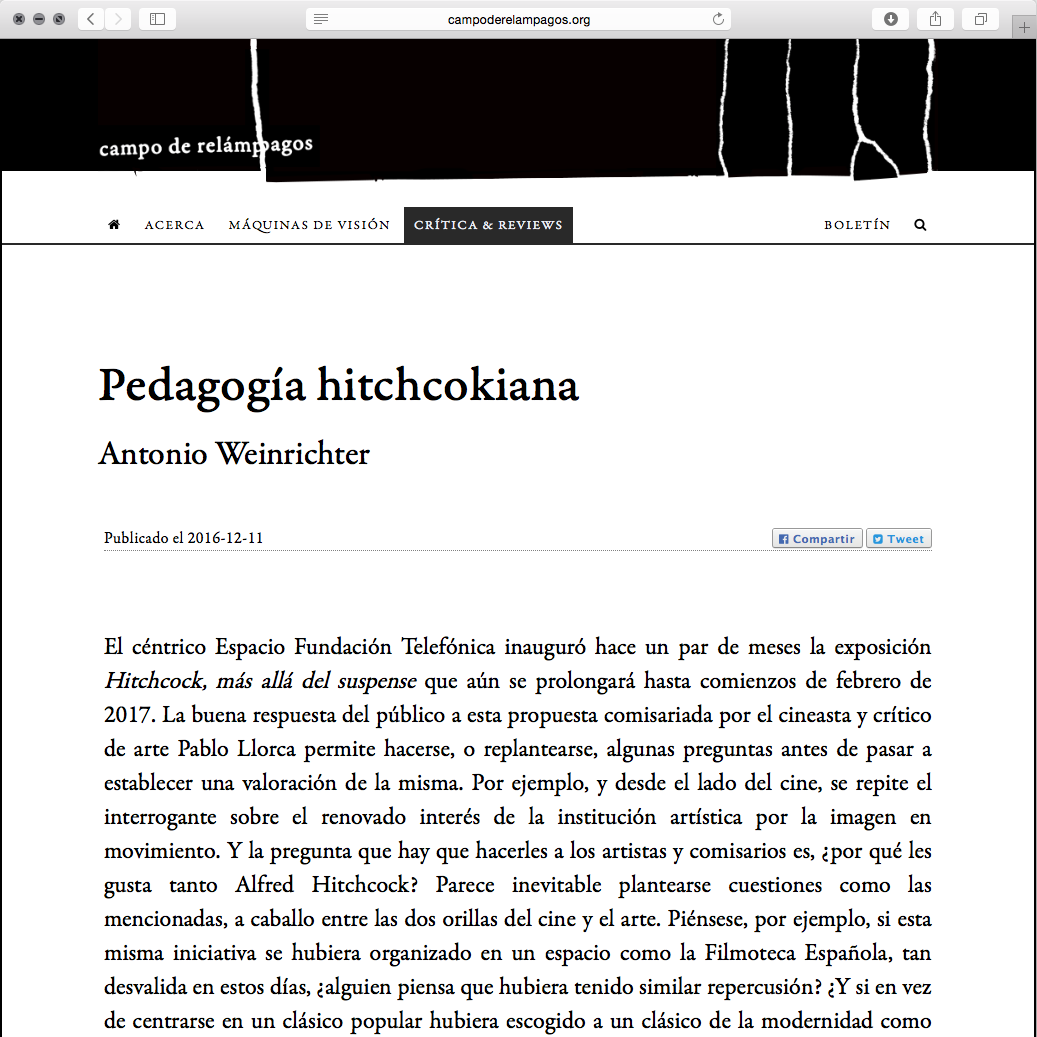 campoderelampagos.org
campo de relámpagos
ACERCA MÁQUINAS DE VISIÓN CRÍTICA & REVIEWS BOLETÍN
Pedagogía hitchcokiana
Antonio Weinrichter
Publicado el 2016-12-11 Compartir Tweet
El céntrico Espacio Fundación Telefónica inauguró hace un par de meses la exposición
Hitchcock, más allá del suspense que aún se prolongará hasta comienzos de febrero de
2017. La buena respuesta del público a esta propuesta comisariada por el cineasta y crítico
de arte Pablo Llorca permite hacerse, o replantearse, algunas preguntas antes de pasar a
establecer una valoración de la misma. Por ejemplo, y desde el lado del cine, se repite el
interrogante sobre el renovado interés de la institución artística por la imagen en
movimiento. Y la pregunta que hay que hacerles a los artistas y comisarios es, ¿por qué les
gusta tanto Alfred Hitchcock? Parece inevitable plantearse cuestiones como las
mencionadas, a caballo entre las dos orillas del cine y el arte. Piénsese, por ejemplo, si esta
misma iniciativa se hubiera organizado en un espacio como la Filmoteca Española, tan
desvalida en estos días, ¿alguien piensa que hubiera tenido similar repercusión? ¿Y si en vez
de centrarse en un clásico popular hubiera escogido a un clásico de la modernidad como